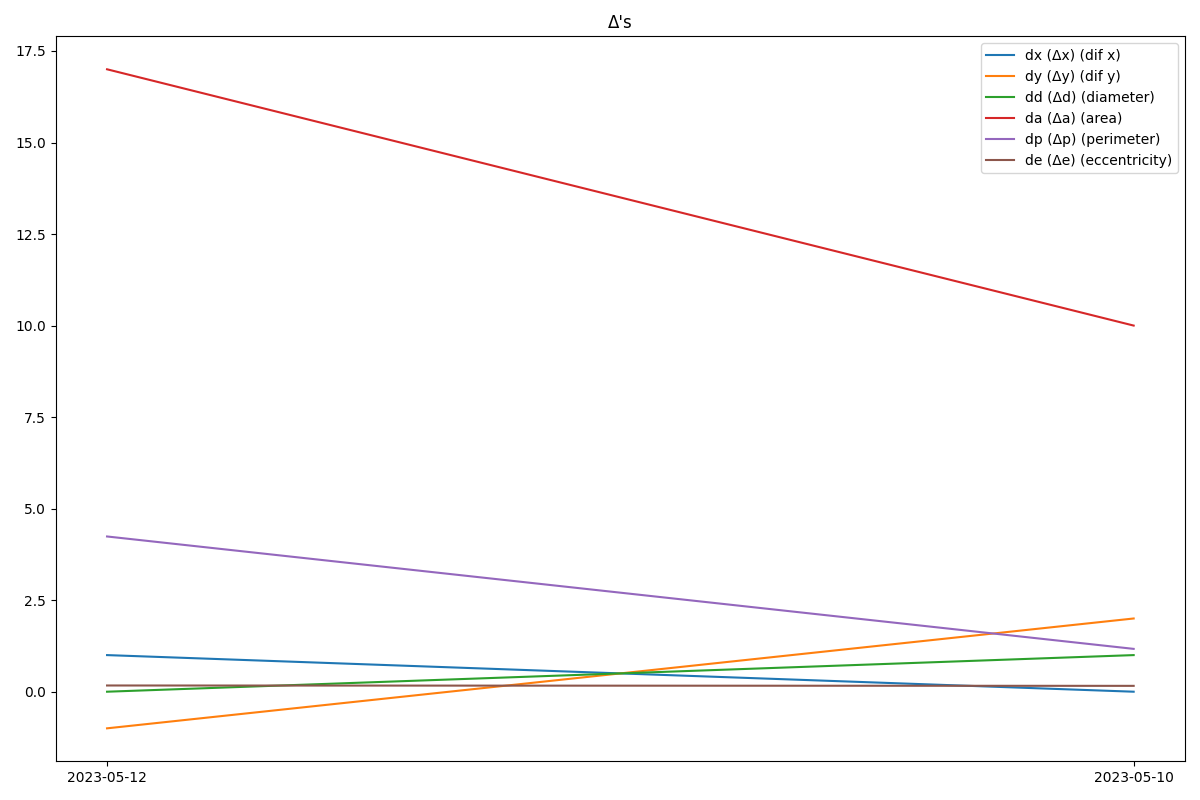 Δ's
17.5
15.0
12.5
10.0
7.5
5.0
2.5
0.0
dx (Δx) (dif x)
dy (Δy) (dif y)
dd (Δd) (diameter)
da (Δa) (area)
dp (Δp) (perimeter)
de (Δe) (eccentricity)
2023-05-12
2023-05-10